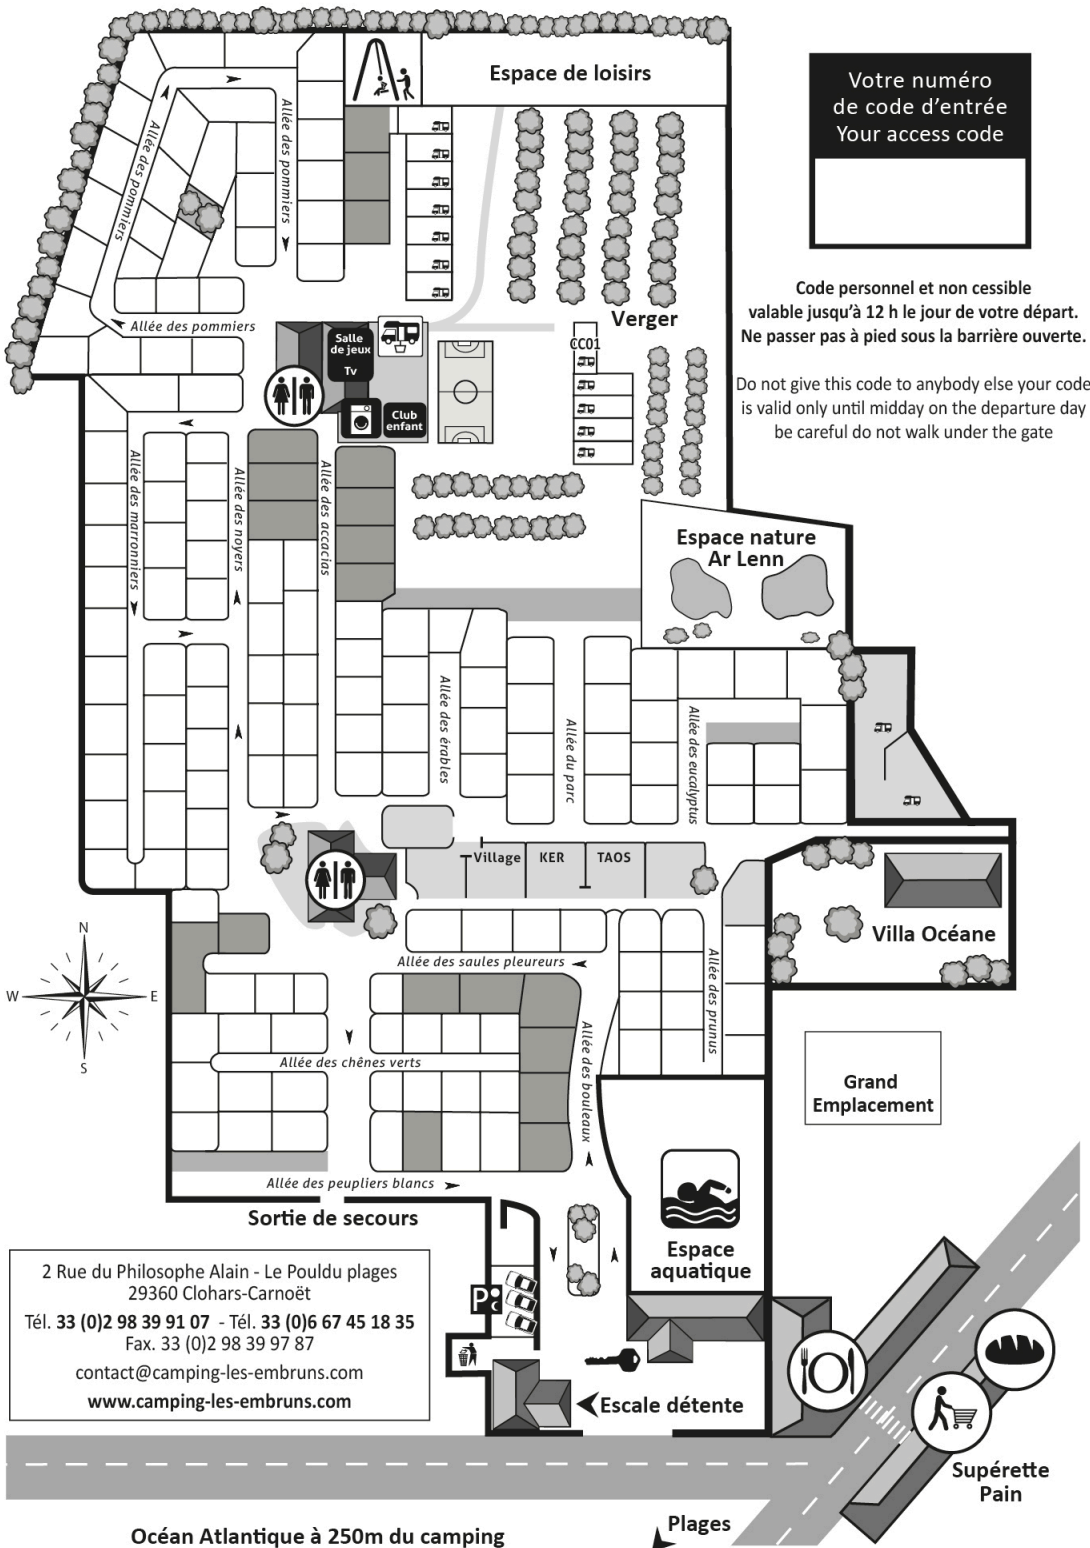 Espace de loisirs
Votre numéro
de code d'entrée
Your access code
Code personnel et non cessible
valable jusqu'à 12 h le jour de votre départ.
Ne passer pas à pied sous la barrière ouverte.
Do not give this code to anybody else your code
is valid only until midday on the departure day
be careful do not walk under the gate
Allée des pommiers
Allée des pommiers
Allée des pommiers
Verger
CC01
Salle
de jeux
Tv
Club
enfant
Allée des marronniers
Allée des noyers
Allée des accacias
Espace nature
Ar Lenn
Allée des érables
Allée du parc
Allée des eucalyptus
Village
KER
TAOS
Villa Océane
Allée des saules pleureurs
Allée des prunus
N
W
E
S
Allée des chênes verts
Allée des bouleaux
Grand
Emplacement
Allée des peupliers blancs
Sortie de secours
Espace
aquatique
2 Rue du Philosophe Alain - Le Pouldu plages
29360 Clohars-Carnoët
Tél. 33 (0)2 98 39 91 07 - Tél. 33 (0)6 67 45 18 35
Fax. 33 (0)2 98 39 97 87
contact@camping-les-embruns.com
www.camping-les-embruns.com
P
Escale détente
Supérette
Pain
Plages
Océan Atlantique à 250m du camping